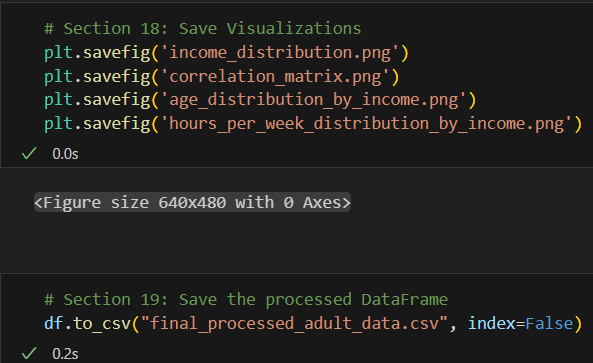 # Section 18: Save Visualizations
plt.savefig('income_distribution.png')
plt.savefig('correlation_matrix.png')
plt.savefig('age_distribution_by_income.png')
plt.savefig('hours_per_week_distribution_by_income.png')
0.0s
<Figure size 640x480 with 0 Axes>
# Section 19: Save the processed DataFrame
df.to_csv("final_processed_adult_data.csv", index=False)
0.2s